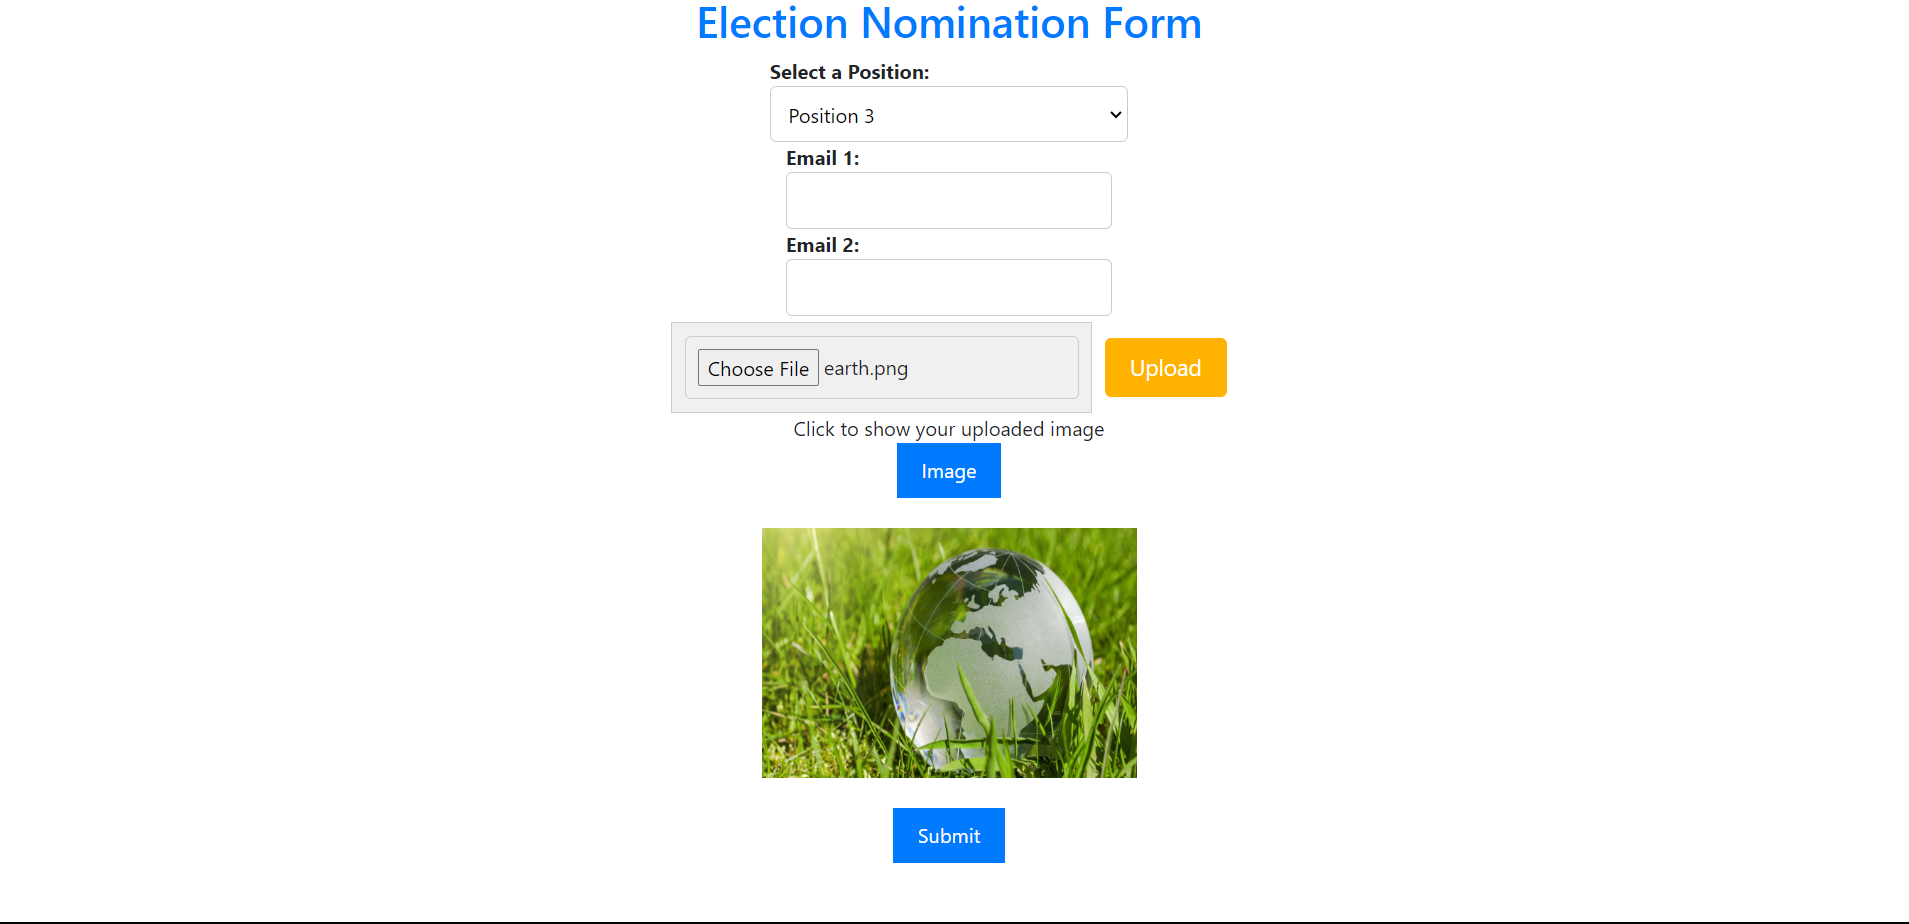 Election Nomination Form
Select a Position:
Position 3
Email 1:
Email 2:
Choose File earth.png Upload
Click to show your uploaded image
Image
Submit